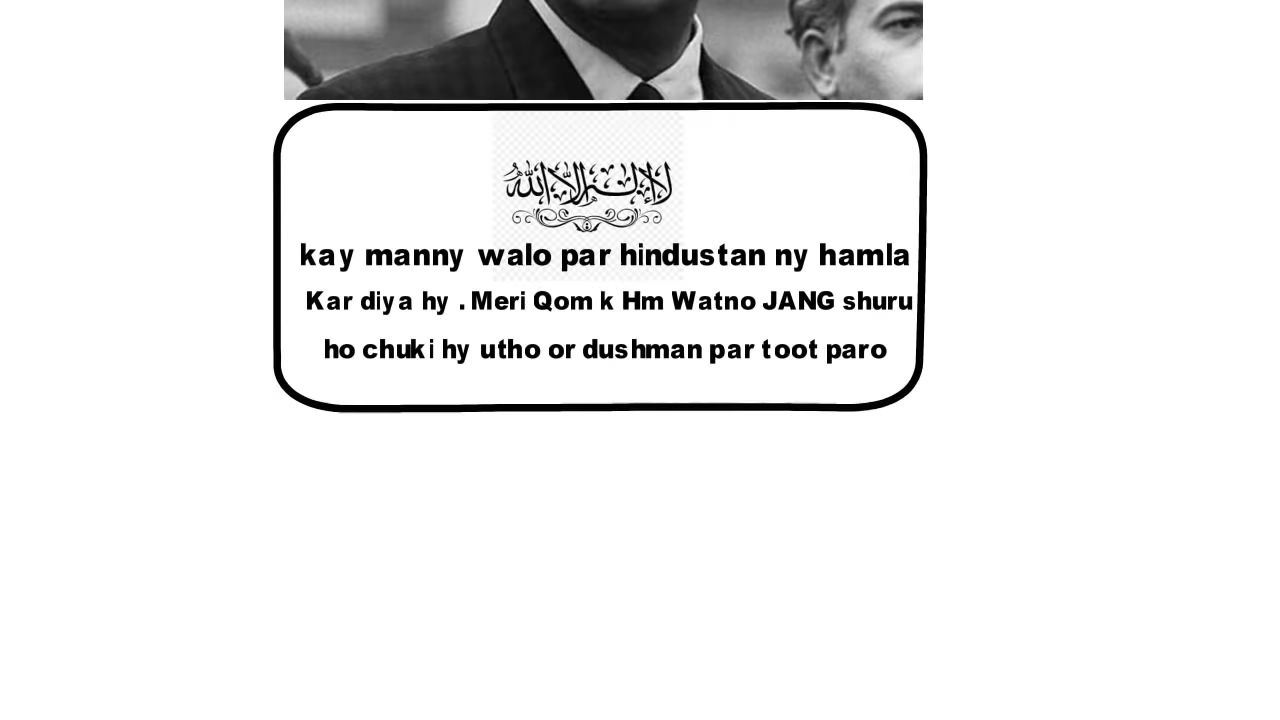 لا إله إلا الله
kay manny walo par hindustan ny hamla
Kar diya hy . Meri Qom k Hm Watno JANG shuru
ho chuki hy utho or dushman par toot paro